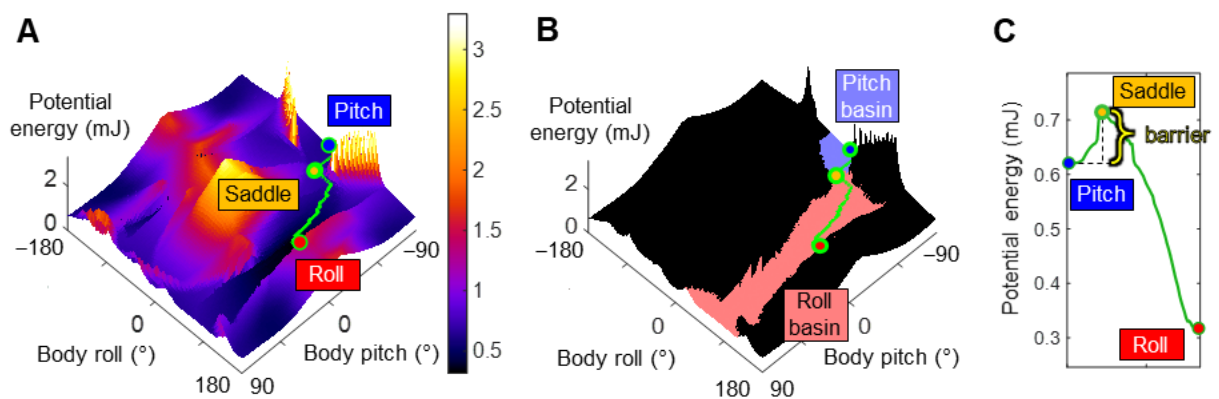 A
Potential
energy (mJ)
2
0
−180
0
180
Body roll (°)
90
0
−90
Body pitch (°)
Pitch
Saddle
Roll
3
2.5
2
1.5
1
0.5
B
Potential
energy (mJ)
2
0
−180
0
180
Body roll (°)
90
0
−90
Body pitch (°)
Pitch
basin
Roll
basin
C
Potential energy (mJ)
0.7
0.6
0.5
0.4
0.3
Saddle
barrier
Pitch
Roll